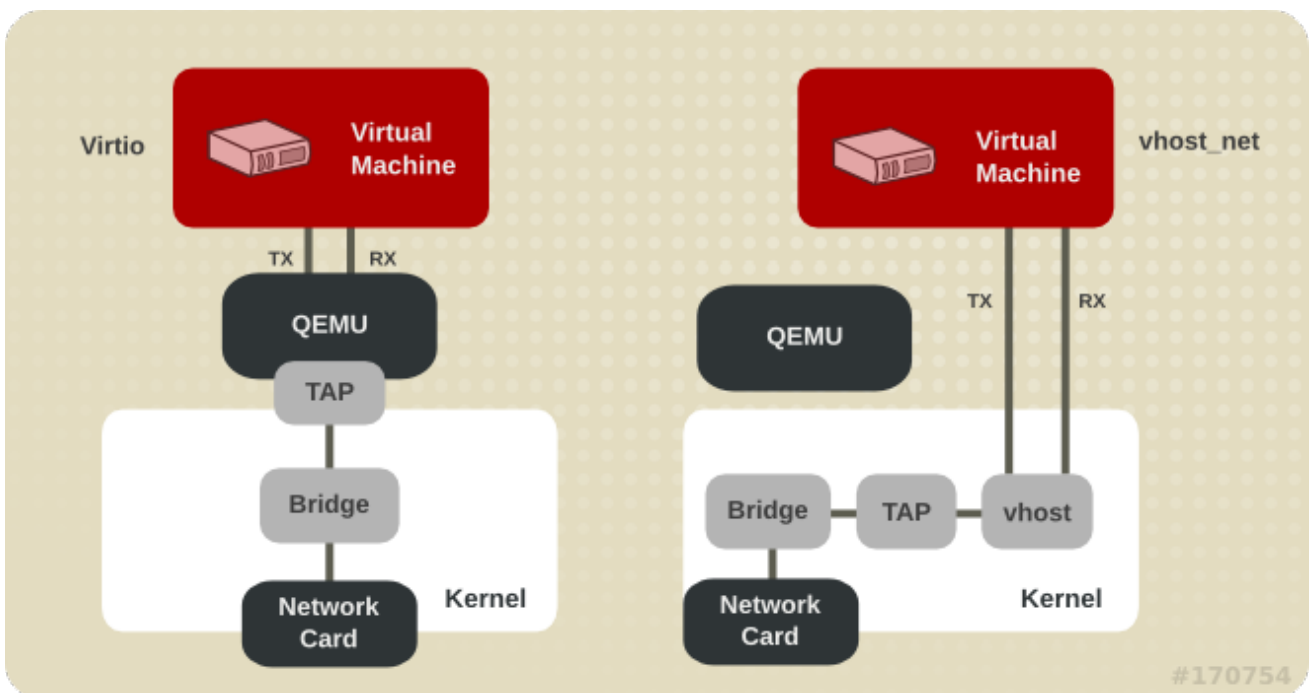 Virtio
Virtual
Machine
TX
RX
QEMU
TAP
Bridge
Network
Card
Kernel
Virtual
Machine
vhost_net
TX
RX
QEMU
Bridge
TAP
vhost
Network
Card
Kernel
#170754